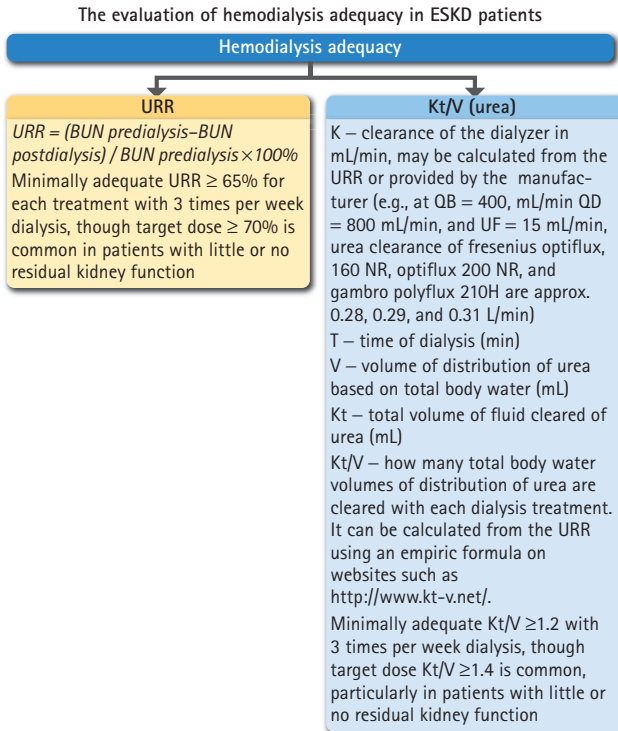 The evaluation of hemodialysis adequacy in ESKD patients
Hemodialysis adequacy
URR
URR = (BUN predialysis–BUN
postdialysis) / BUN predialysis×100%
Minimally adequate URR ≥ 65% for
each treatment with 3 times per week
dialysis, though target dose ≥ 70% is
common in patients with little or no
residual kidney function
Kt/V (urea)
K – clearance of the dialyzer in
mL/min, may be calculated from the
URR or provided by the manufac-
turer (e.g., at QB = 400, mL/min QD
= 800 mL/min, and UF = 15 mL/min,
urea clearance of fresenius optiflux,
160 NR, optiflux 200 NR, and
gambro polyflux 210H are approx.
0.28, 0.29, and 0.31 L/min)
T – time of dialysis (min)
V – volume of distribution of urea
based on total body water (mL)
Kt – total volume of fluid cleared of
urea (mL)
Kt/V – how many total body water
volumes of distribution of urea are
cleared with each dialysis treatment.
It can be calculated from the URR
using an empiric formula on
websites such as
http://www.kt-v.net/.
Minimally adequate Kt/V ≥1.2 with
3 times per week dialysis, though
target dose Kt/V ≥1.4 is common,
particularly in patients with little or
no residual kidney function